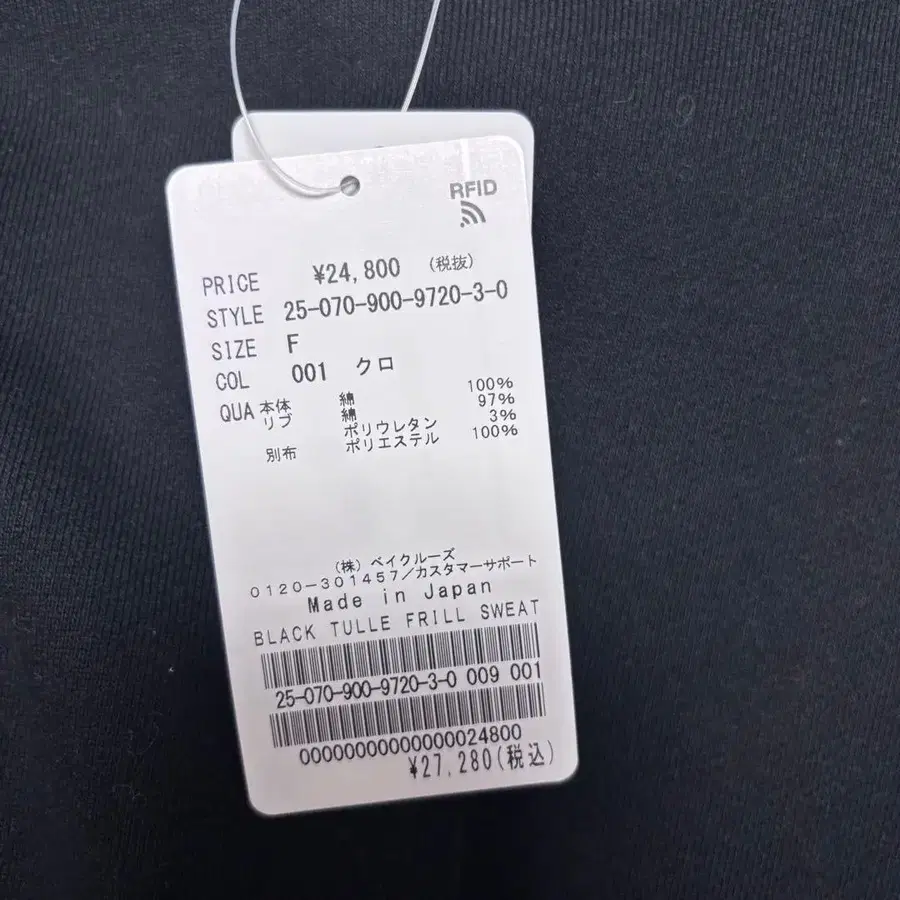 RFID
PRICE ¥24,800 (税抜)
STYLE 25-070-900-9720-3-0
SIZE F
COL 001 クロ
QUA 本体 綿 100%
リブ 綿 97%
ポリウレタン 3%
別布 ポリエステル 100%
(株) ベイクルーズ
0120-301457/カスタマーサポート
Made in Japan
BLACK TULLE FRILL SWEAT
25-070-900-9720-3-0 009 001
0000000000000024800
¥27,280(税込)